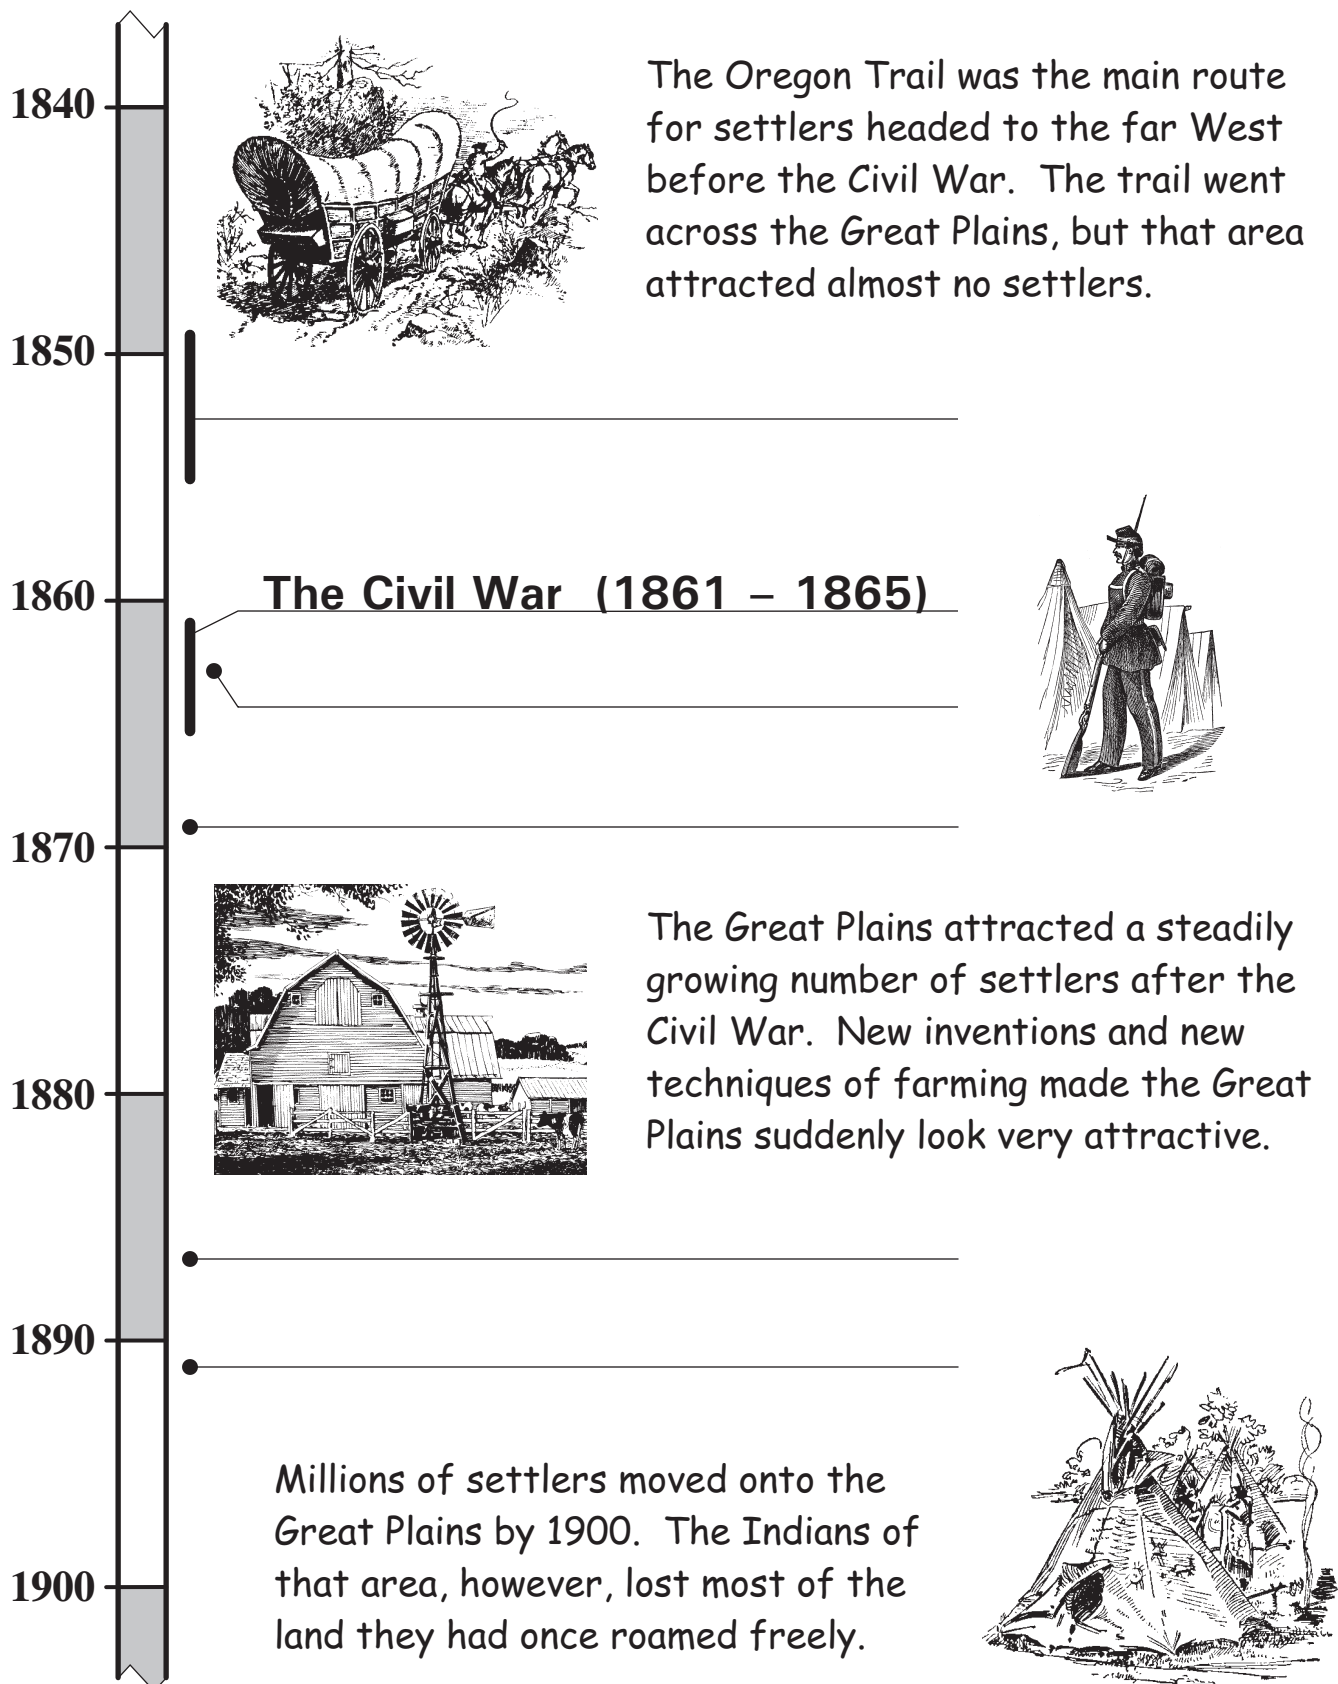 1840
The Oregon Trail was the main route
for settlers headed to the far West
before the Civil War.  The trail went
across the Great Plains, but that area
attracted almost no settlers.
1850
1860
The Civil War (1861 – 1865)
1870
The Great Plains attracted a steadily
growing number of settlers after the
Civil War.  New inventions and new
techniques of farming made the Great
Plains suddenly look very attractive.
1880
1890
Millions of settlers moved onto the
Great Plains by 1900.  The Indians of
that area, however, lost most of the
land they had once roamed freely.
1900